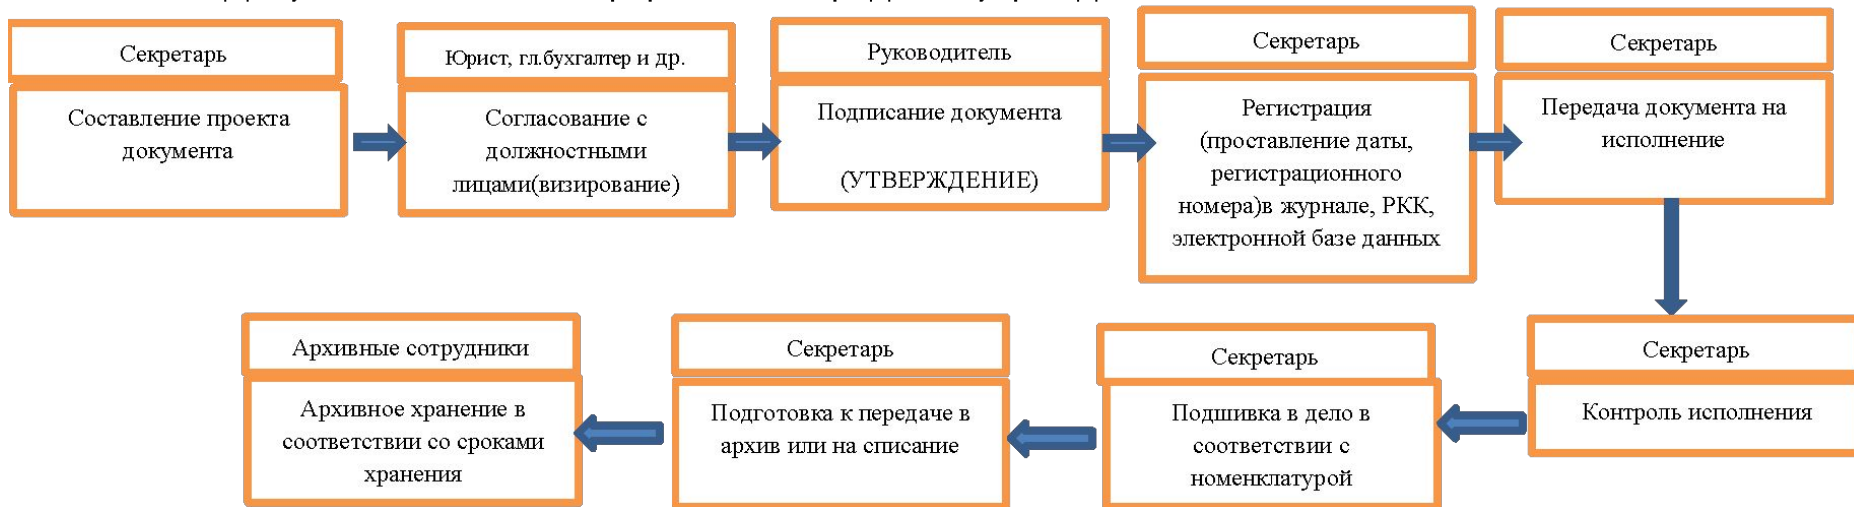 Секретарь
Составление проекта
документа
Юрист, гл.бухгалтер и др.
Согласование с
должностными
лицами(визирование)
Руководитель
Подписание документа
(УТВЕРЖДЕНИЕ)
Секретарь
Регистрация
(проставление даты,
регистрационного
номера)в журнале, РКК,
электронной базе данных
Секретарь
Передача документа на
исполнение
Секретарь
Контроль исполнения
Секретарь
Подшивка в дело в
соответствии с
номенклатурой
Секретарь
Подготовка к передаче в
архив или на списание
Архивные сотрудники
Архивное хранение в
соответствии со сроками
хранения